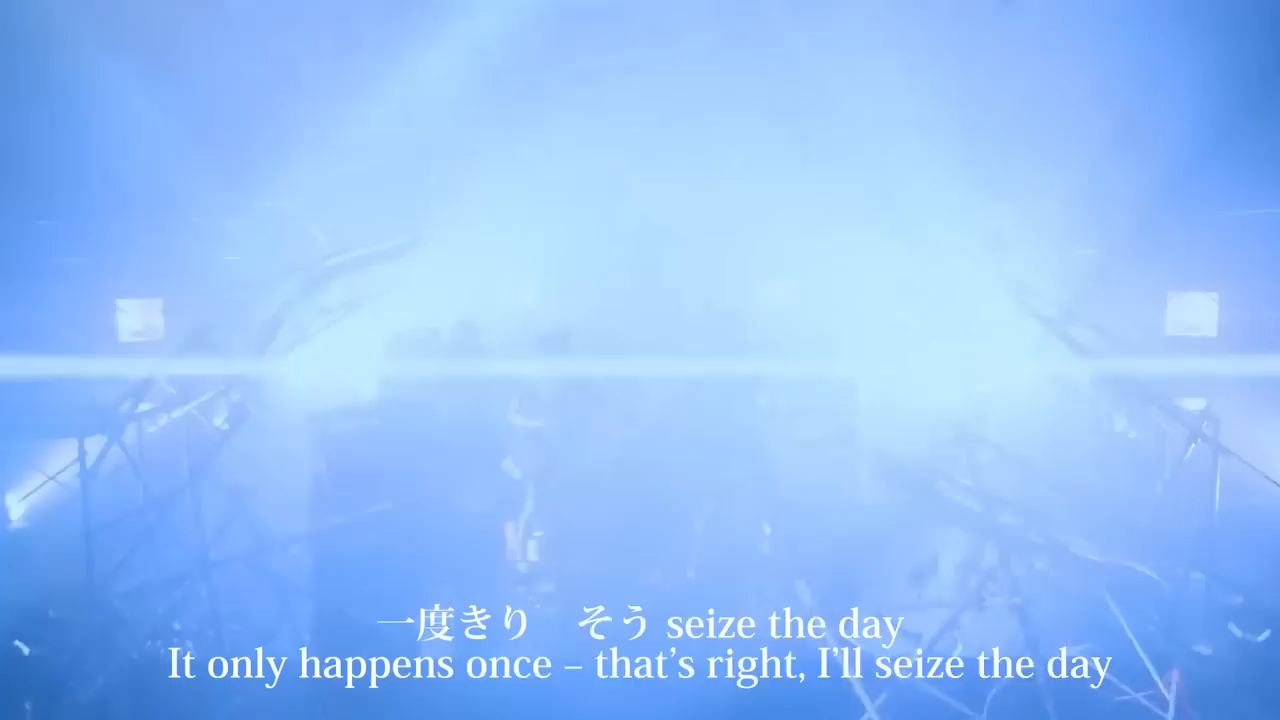 一度きり　そう seize the day
It only happens once – that’s right, I’ll seize the day